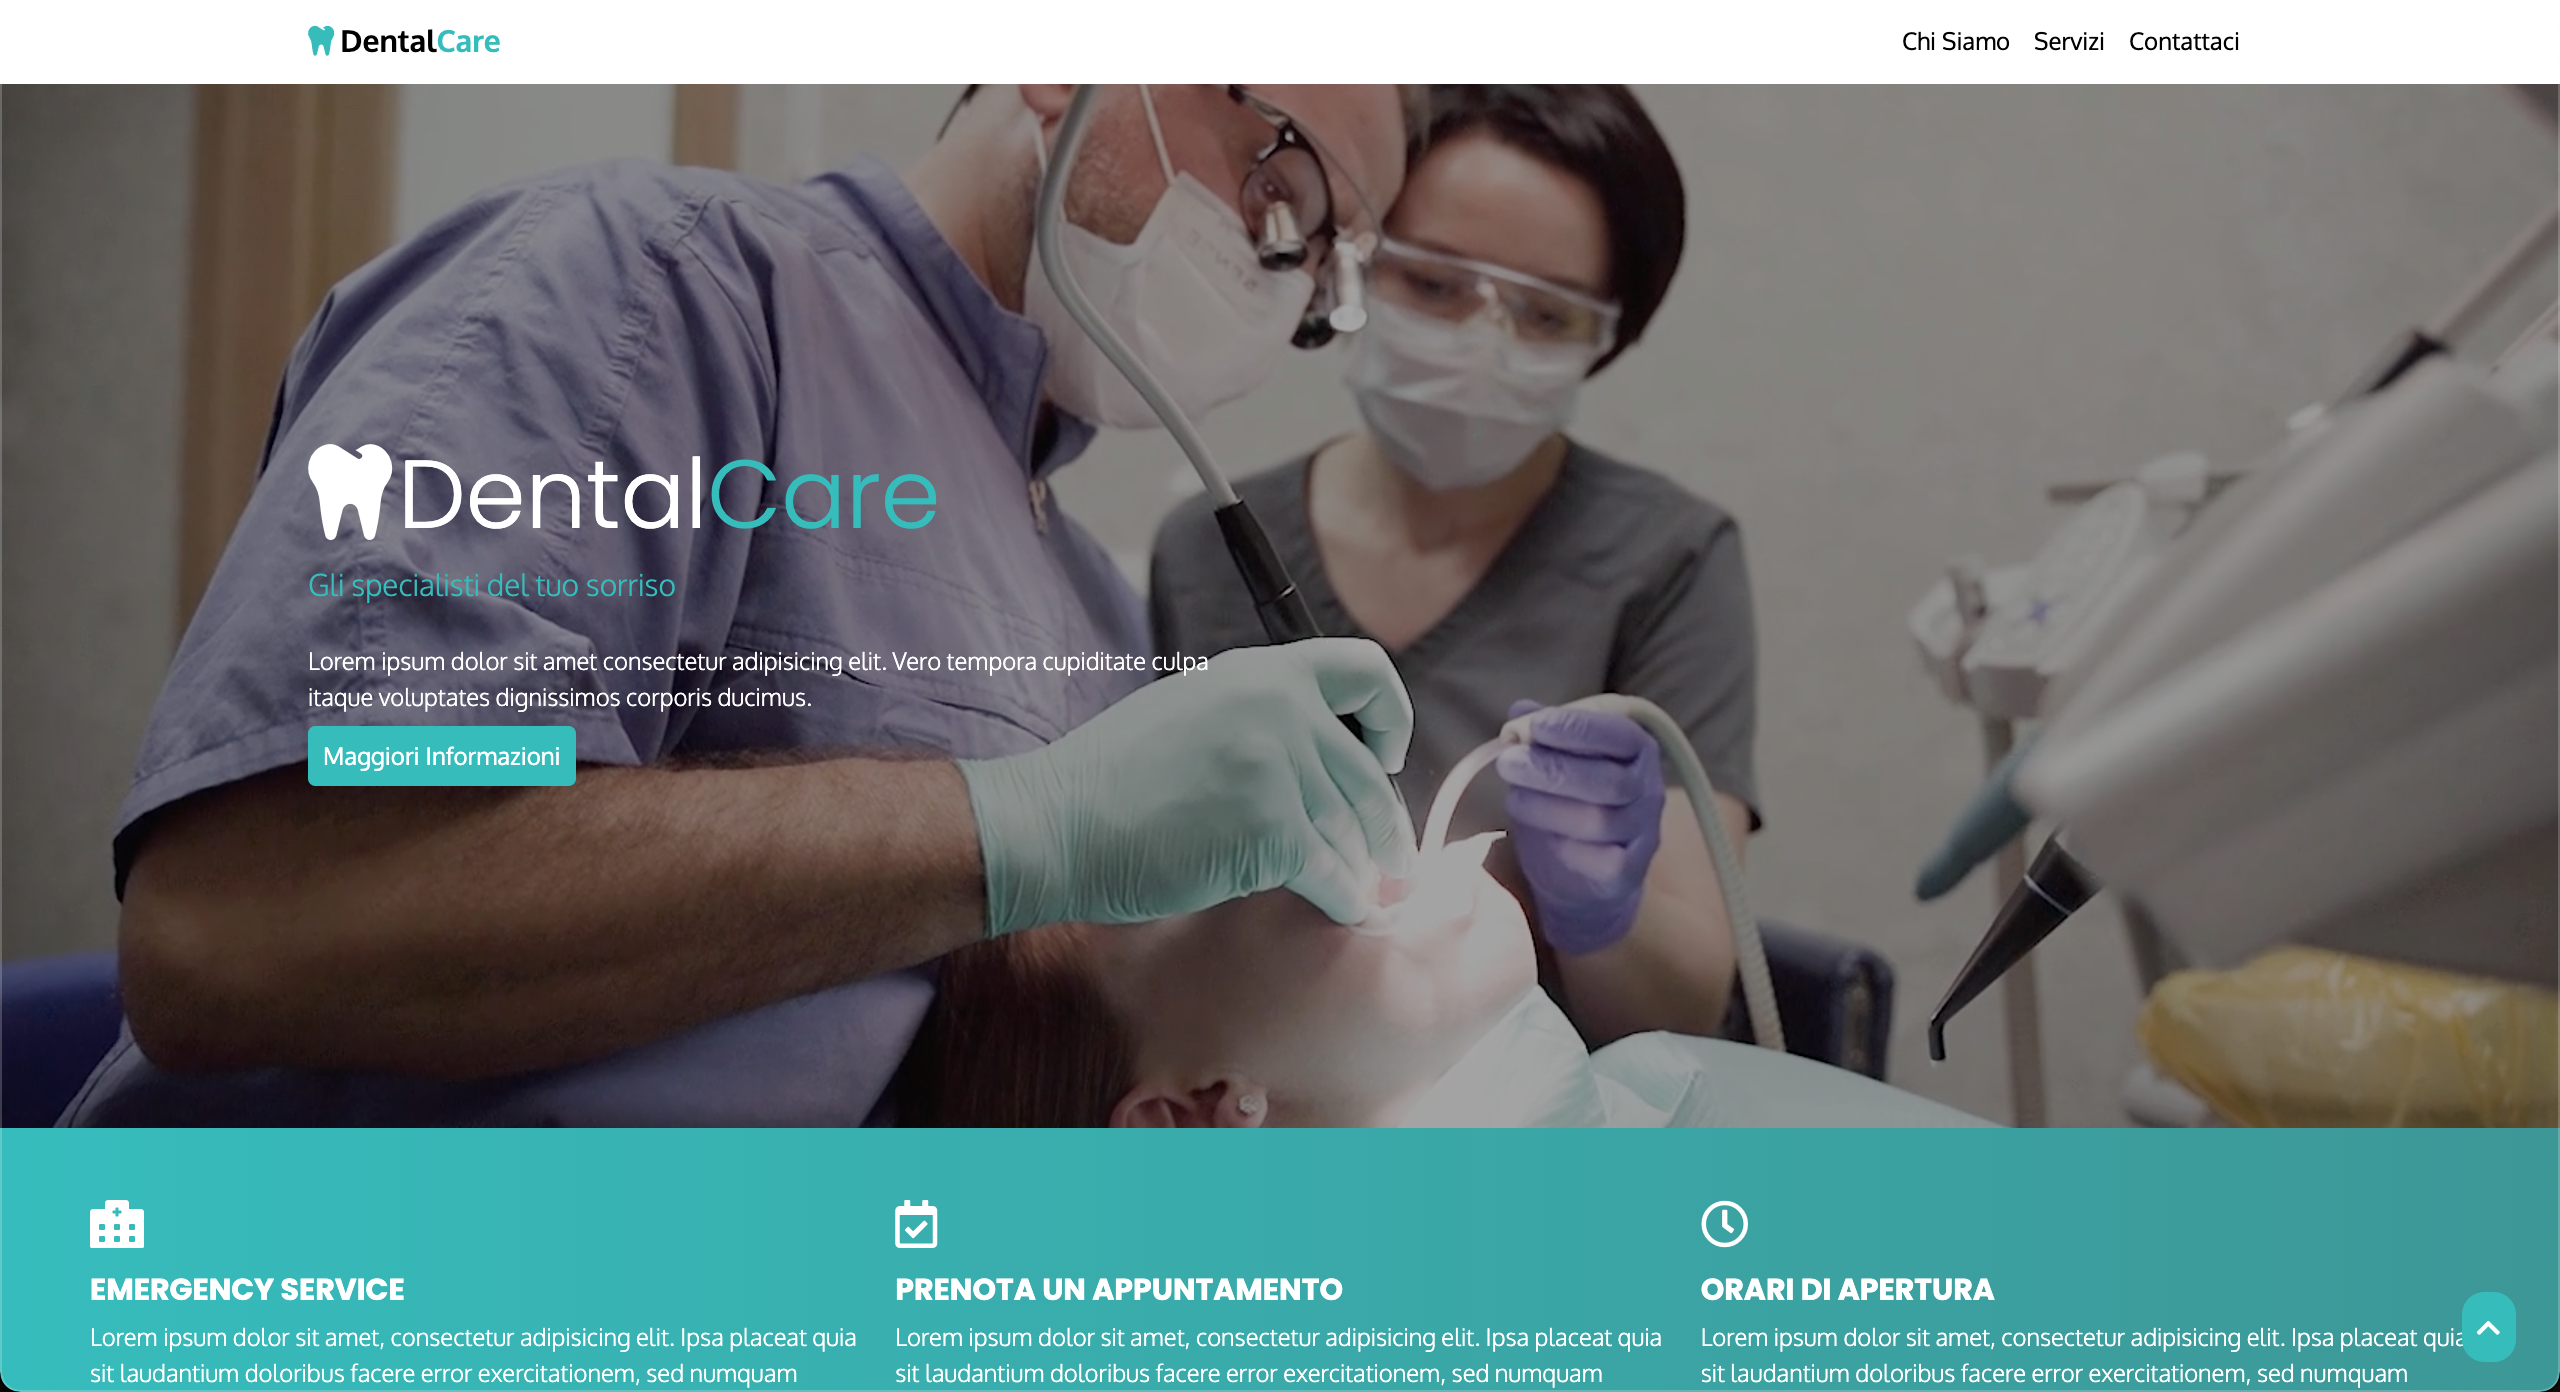 DentalCare
Chi Siamo Servizi Contattaci
DentalCare
Gli specialisti del tuo sorriso
Lorem ipsum dolor sit amet consectetur adipisicing elit. Vero tempora cupiditate culpa
itaque voluptates dignissimos corporis ducimus.
Maggiori Informazioni
EMERGENCY SERVICE
Lorem ipsum dolor sit amet, consectetur adipisicing elit. Ipsa placeat quia
sit laudantium doloribus facere error exercitationem, sed numquam
PRENOTA UN APPUNTAMENTO
Lorem ipsum dolor sit amet, consectetur adipisicing elit. Ipsa placeat quia
sit laudantium doloribus facere error exercitationem, sed numquam
ORARI DI APERTURA
Lorem ipsum dolor sit amet, consectetur adipisicing elit. Ipsa placeat quia
sit laudantium doloribus facere error exercitationem, sed numquam